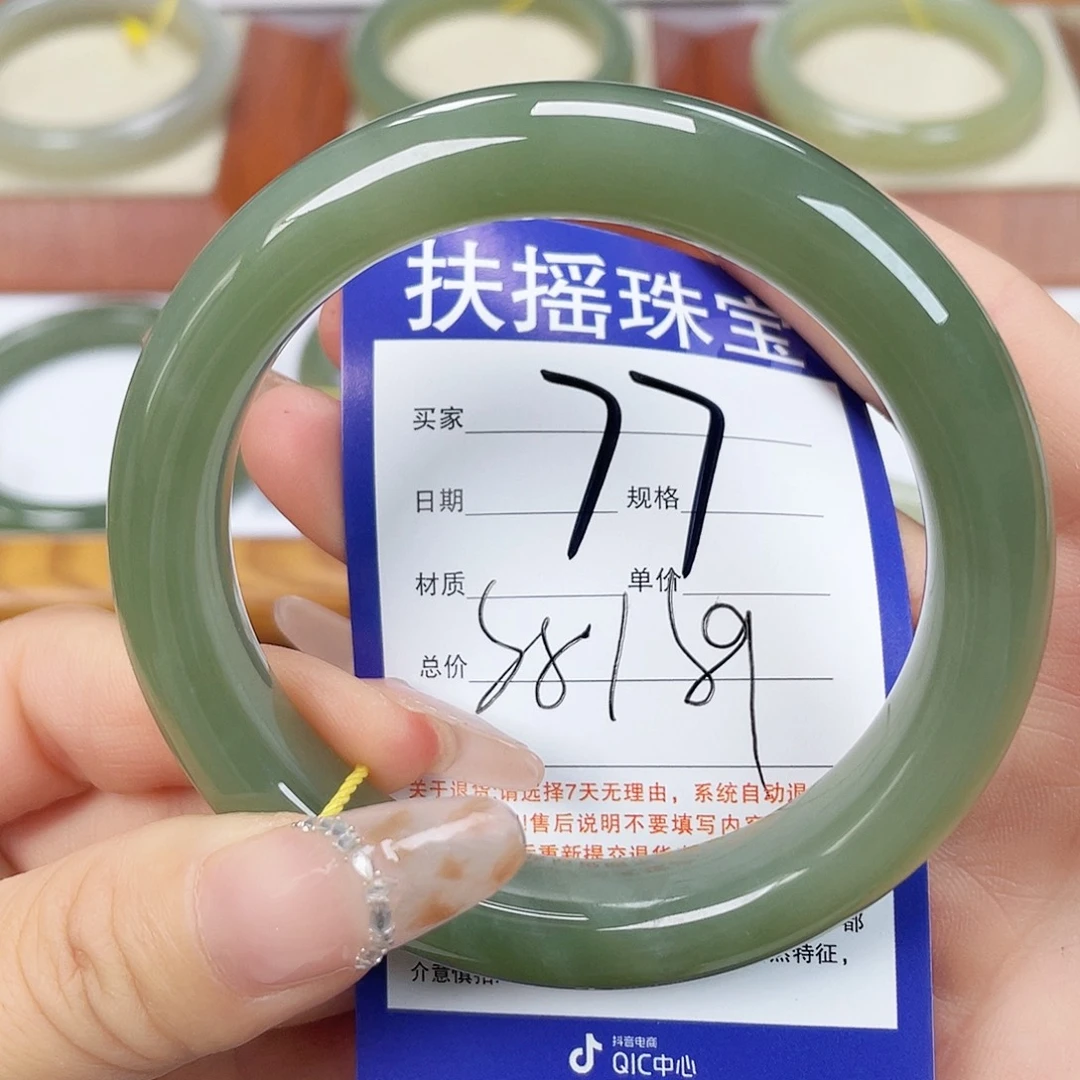 扶摇珠宝
77
买家
日期 规格
材质 单价
总价
关于退货:请选择7天无理由，系统自动退
售后说明不要填写内容
重新提交退货
都
特征，
介意慎拍
抖音电商
QIC中心